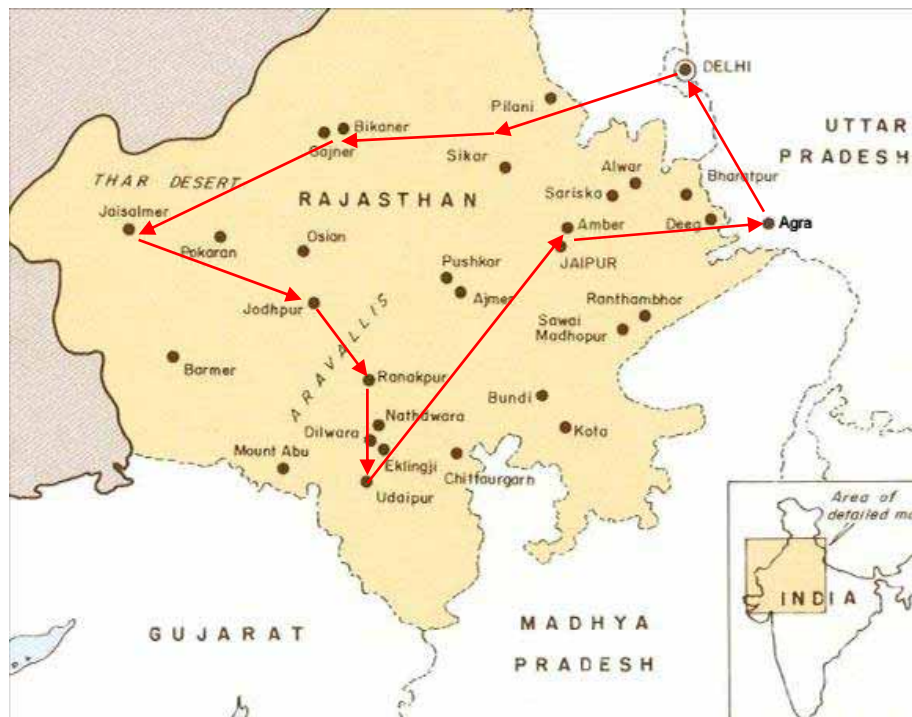 DELHI
Pilani
UTTAR
PRADESH
Bikaner
Gajner
Sikar
Alwar
Bharatpur
THAR DESERT
RAJASTHAN
Sariska
Jaisalmer
Amber
Deeg
Agra
Pokaran
Osian
JAIPUR
Pushkar
Ajmer
Ranthambhor
Jodhpur
Sawai
Madhopur
ARAVALLIS
Barmer
Ranakpur
Bundi
Nathdwara
Kota
Dilwara
Mount Abu
Eklingji
Chittaurgarh
Udaipur
Area of
detailed ma
INDIA
GUJARAT
MADHYA
PRADESH